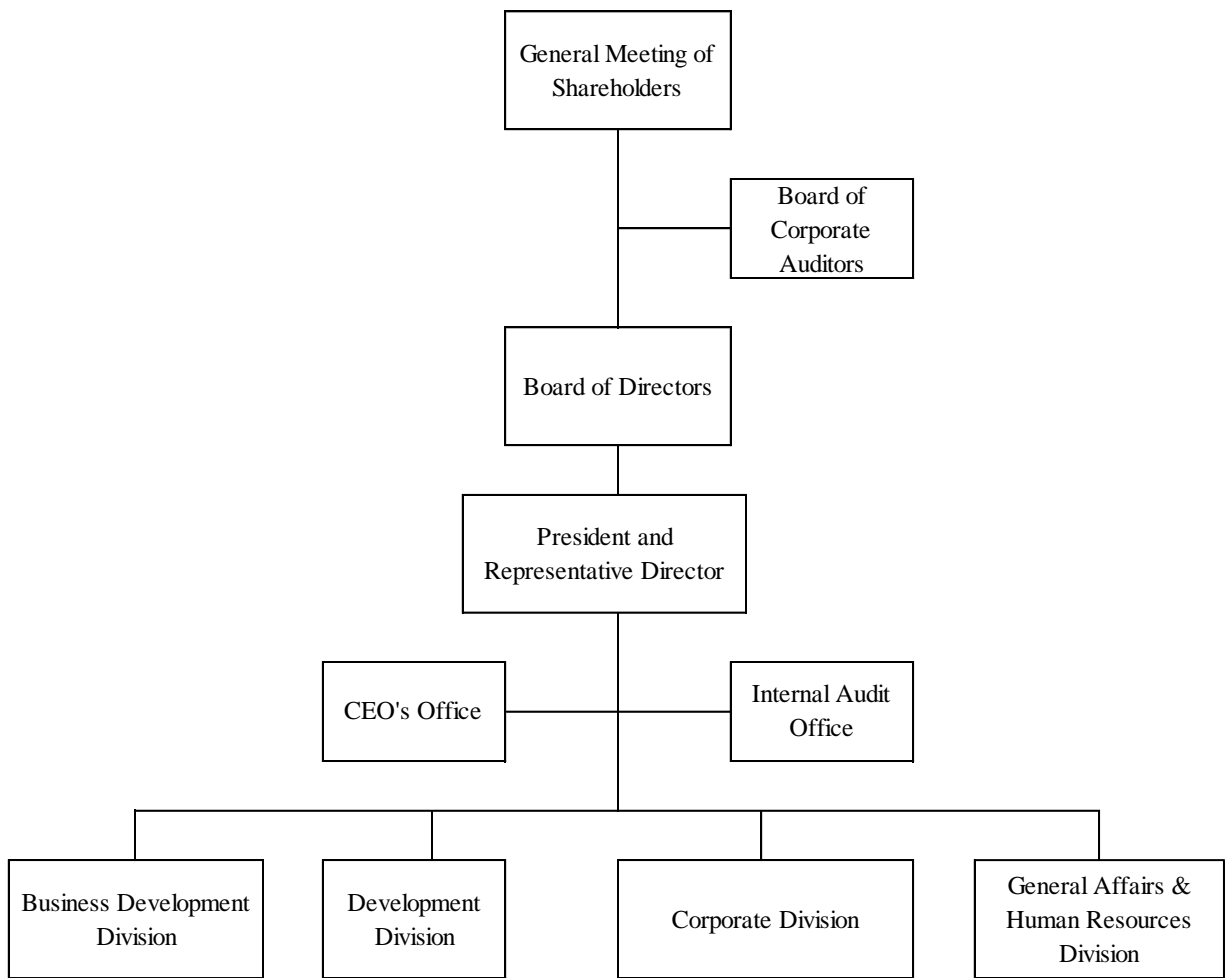 General Meeting of
Shareholders
Board of
Corporate
Auditors
Board of Directors
President and
Representative Director
CEO's Office
Internal Audit
Office
Business Development
Division
Development
Division
Corporate Division
General Affairs &
Human Resources
Division